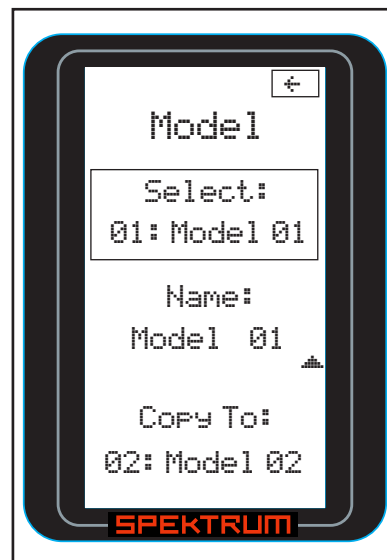 ←
Model
Select:
01: Model 01
Name:
Model 01
Copy To:
02: Model 02
SPEKTRUM